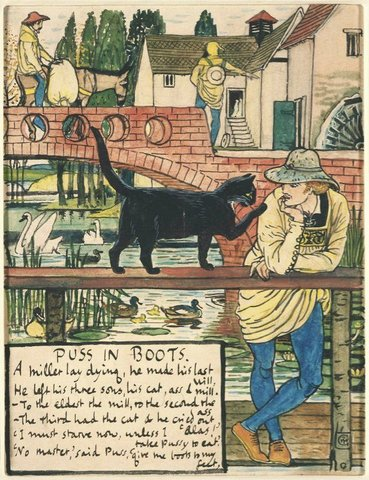 PUSS IN BOOTS.
A miller lay dying, he made his last will,
He left his three sons, his cat, ass & mill.
-To the eldest the mill, to the second the ass,
-The third had the cat & he cried out 'Alas!'
'I must starve now, unless I take Pussy to eat.'
'No master,' said Puss, 'give me boots to my feet,